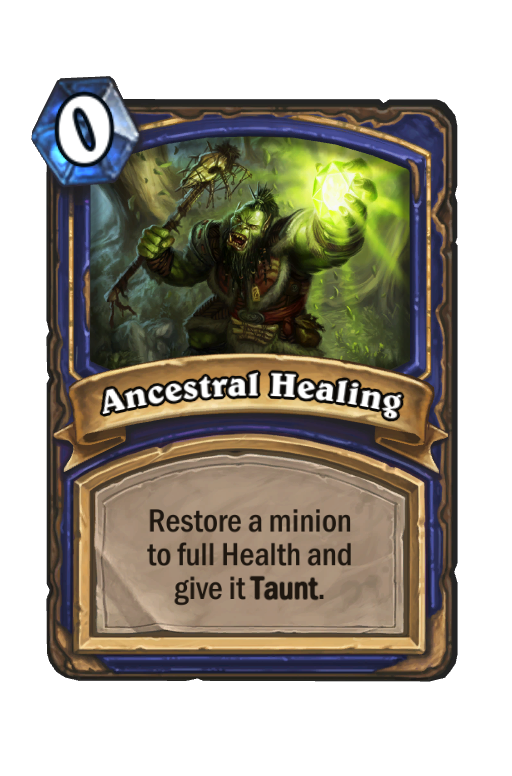 0
Ancestral Healing
Restore a minion
to full Health and
give it Taunt.